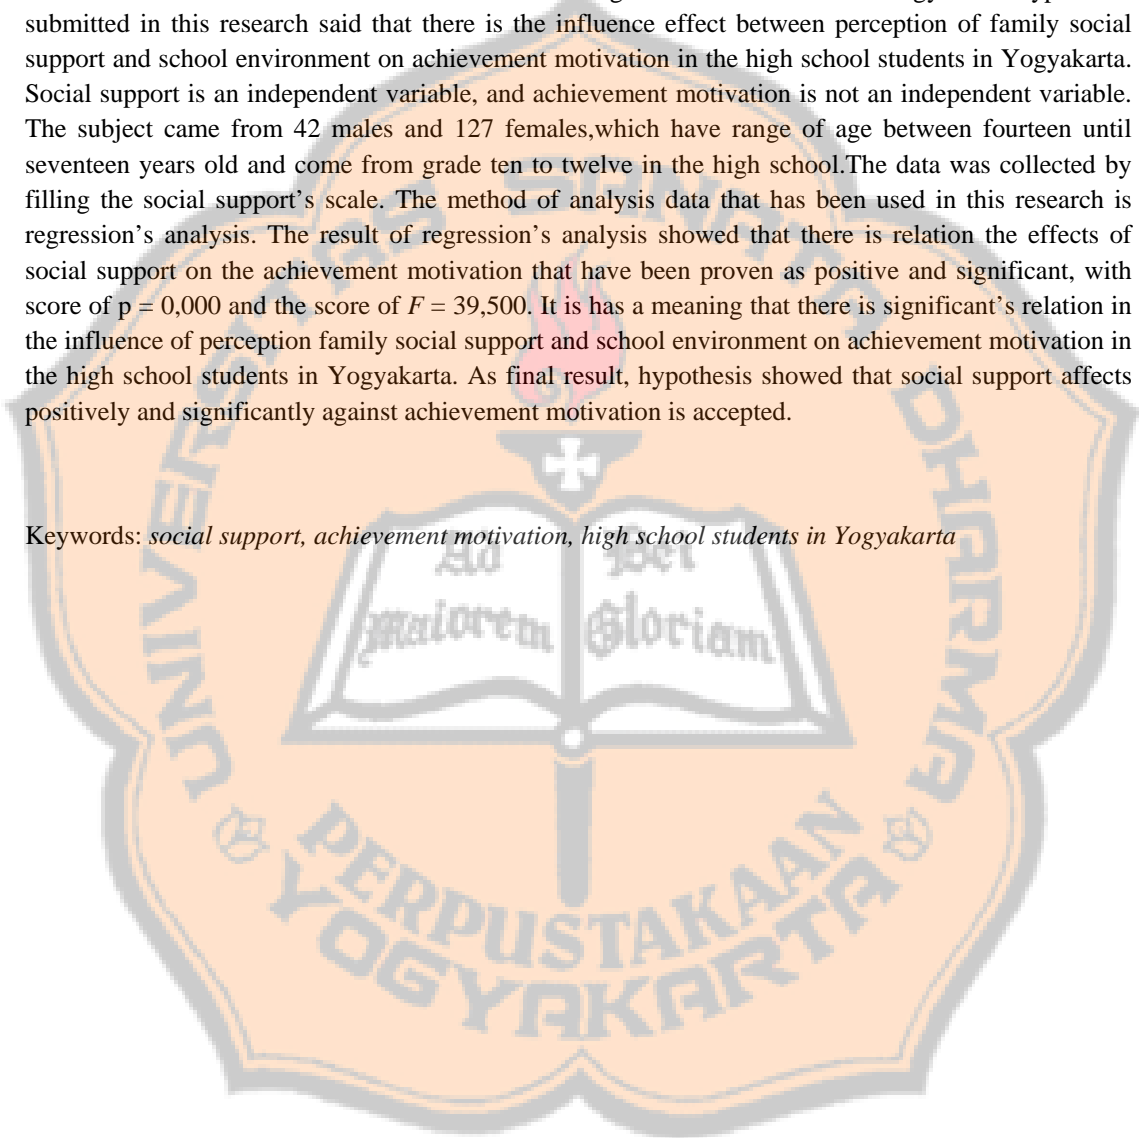 submitted in this research said that there is the influence effect between perception of family social
support and school environment on achievement motivation in the high school students in Yogyakarta.
Social support is an independent variable, and achievement motivation is not an independent variable.
The subject came from 42 males and 127 females,which have range of age between fourteen until
seventeen years old and come from grade ten to twelve in the high school.The data was collected by
filling the social support’s scale. The method of analysis data that has been used in this research is
regression’s analysis. The result of regression’s analysis showed that there is relation the effects of
social support on the achievement motivation that have been proven as positive and significant, with
score of p = 0,000 and the score of F = 39,500. It is has a meaning that there is significant’s relation in
the influence of perception family social support and school environment on achievement motivation in
the high school students in Yogyakarta. As final result, hypothesis showed that social support affects
positively and significantly against achievement motivation is accepted.
Keywords: social support, achievement motivation, high school students in Yogyakarta
UNIVERSITAS SANATA DHARMA
Ad
maiorem
Dei
Gloriam
PERPUSTAKAAN
YOGYAKARTA